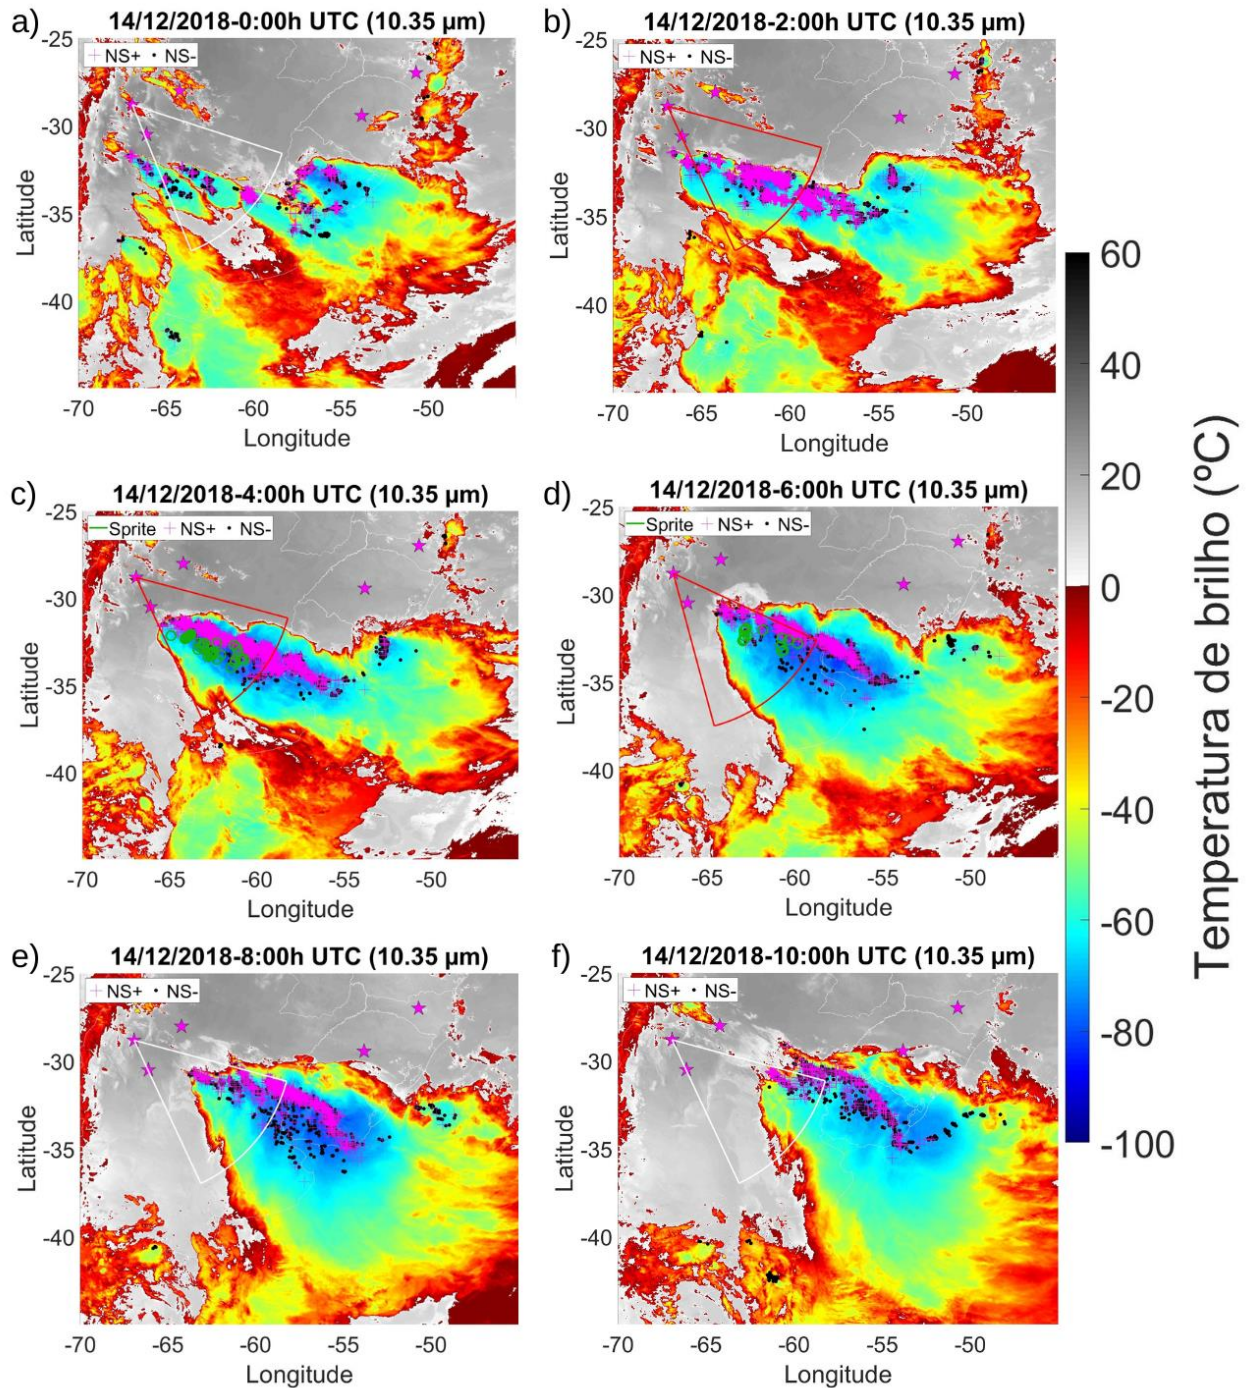 a) 14/12/2018-0:00h UTC (10.35 µm)
NS+ NS-
-25
-30
-35
-40
Latitude
-70 -65 -60 -55 -50
Longitude
b) 14/12/2018-2:00h UTC (10.35 µm)
NS+ NS-
-25
-30
-35
-40
Latitude
-70 -65 -60 -55 -50
Longitude
c) 14/12/2018-4:00h UTC (10.35 µm)
Sprite NS+ NS-
-25
-30
-35
-40
Latitude
-70 -65 -60 -55 -50
Longitude
d) 14/12/2018-6:00h UTC (10.35 µm)
Sprite NS+ NS-
-25
-30
-35
-40
Latitude
-70 -65 -60 -55 -50
Longitude
e) 14/12/2018-8:00h UTC (10.35 µm)
NS+ NS-
-25
-30
-35
-40
Latitude
-70 -65 -60 -55 -50
Longitude
f) 14/12/2018-10:00h UTC (10.35 µm)
NS+ NS-
-25
-30
-35
-40
Latitude
-70 -65 -60 -55 -50
Longitude
60
40
20
0
-20
-40
-60
-80
-100
Temperatura de brilho (ºC)